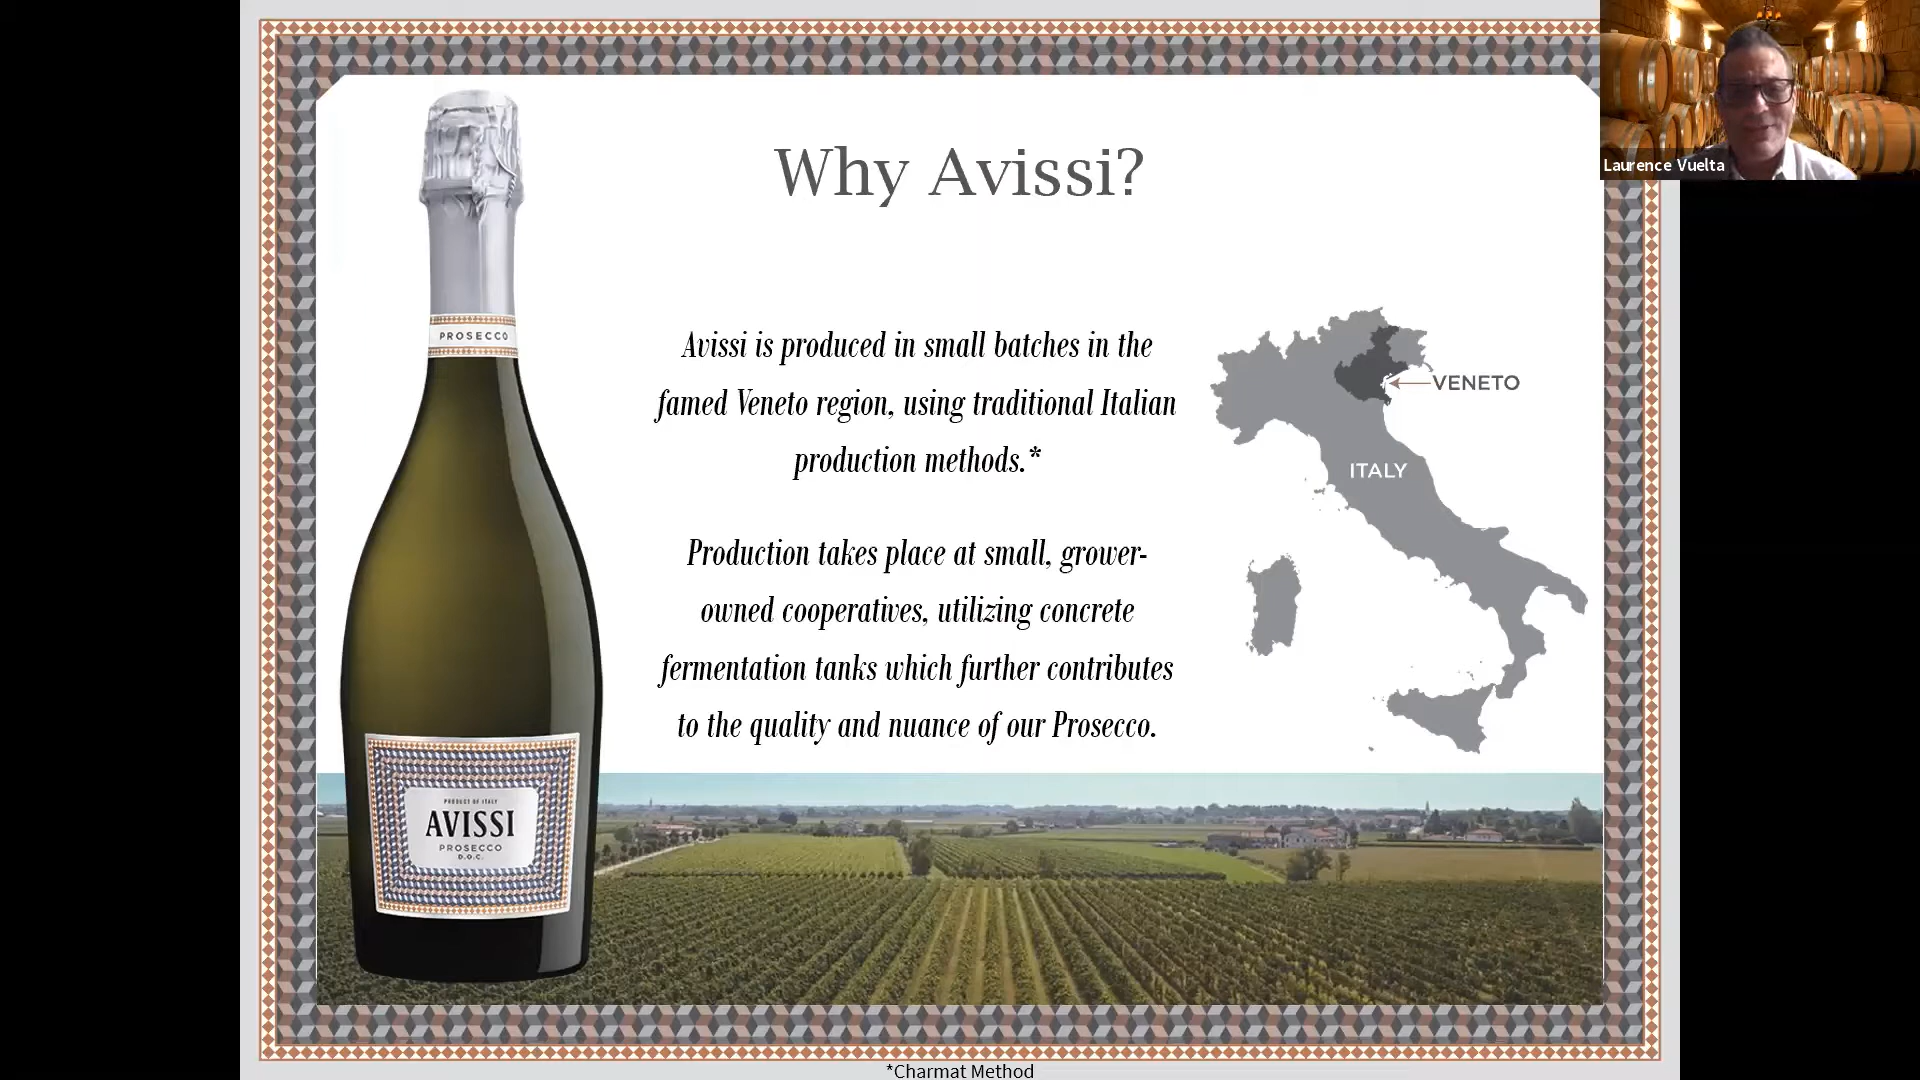 Why Avissi?
Laurence Vuelta
PROSECCO
Avissi is produced in small batches in the
famed Veneto region, using traditional Italian
production methods.*
VENETO
ITALY
Production takes place at small, grower-
owned cooperatives, utilizing concrete
fermentation tanks which further contributes
to the quality and nuance of our Prosecco.
PRODUCT OF ITALY
AVISSI
PROSECCO
D.O.C.
*Charmat Method